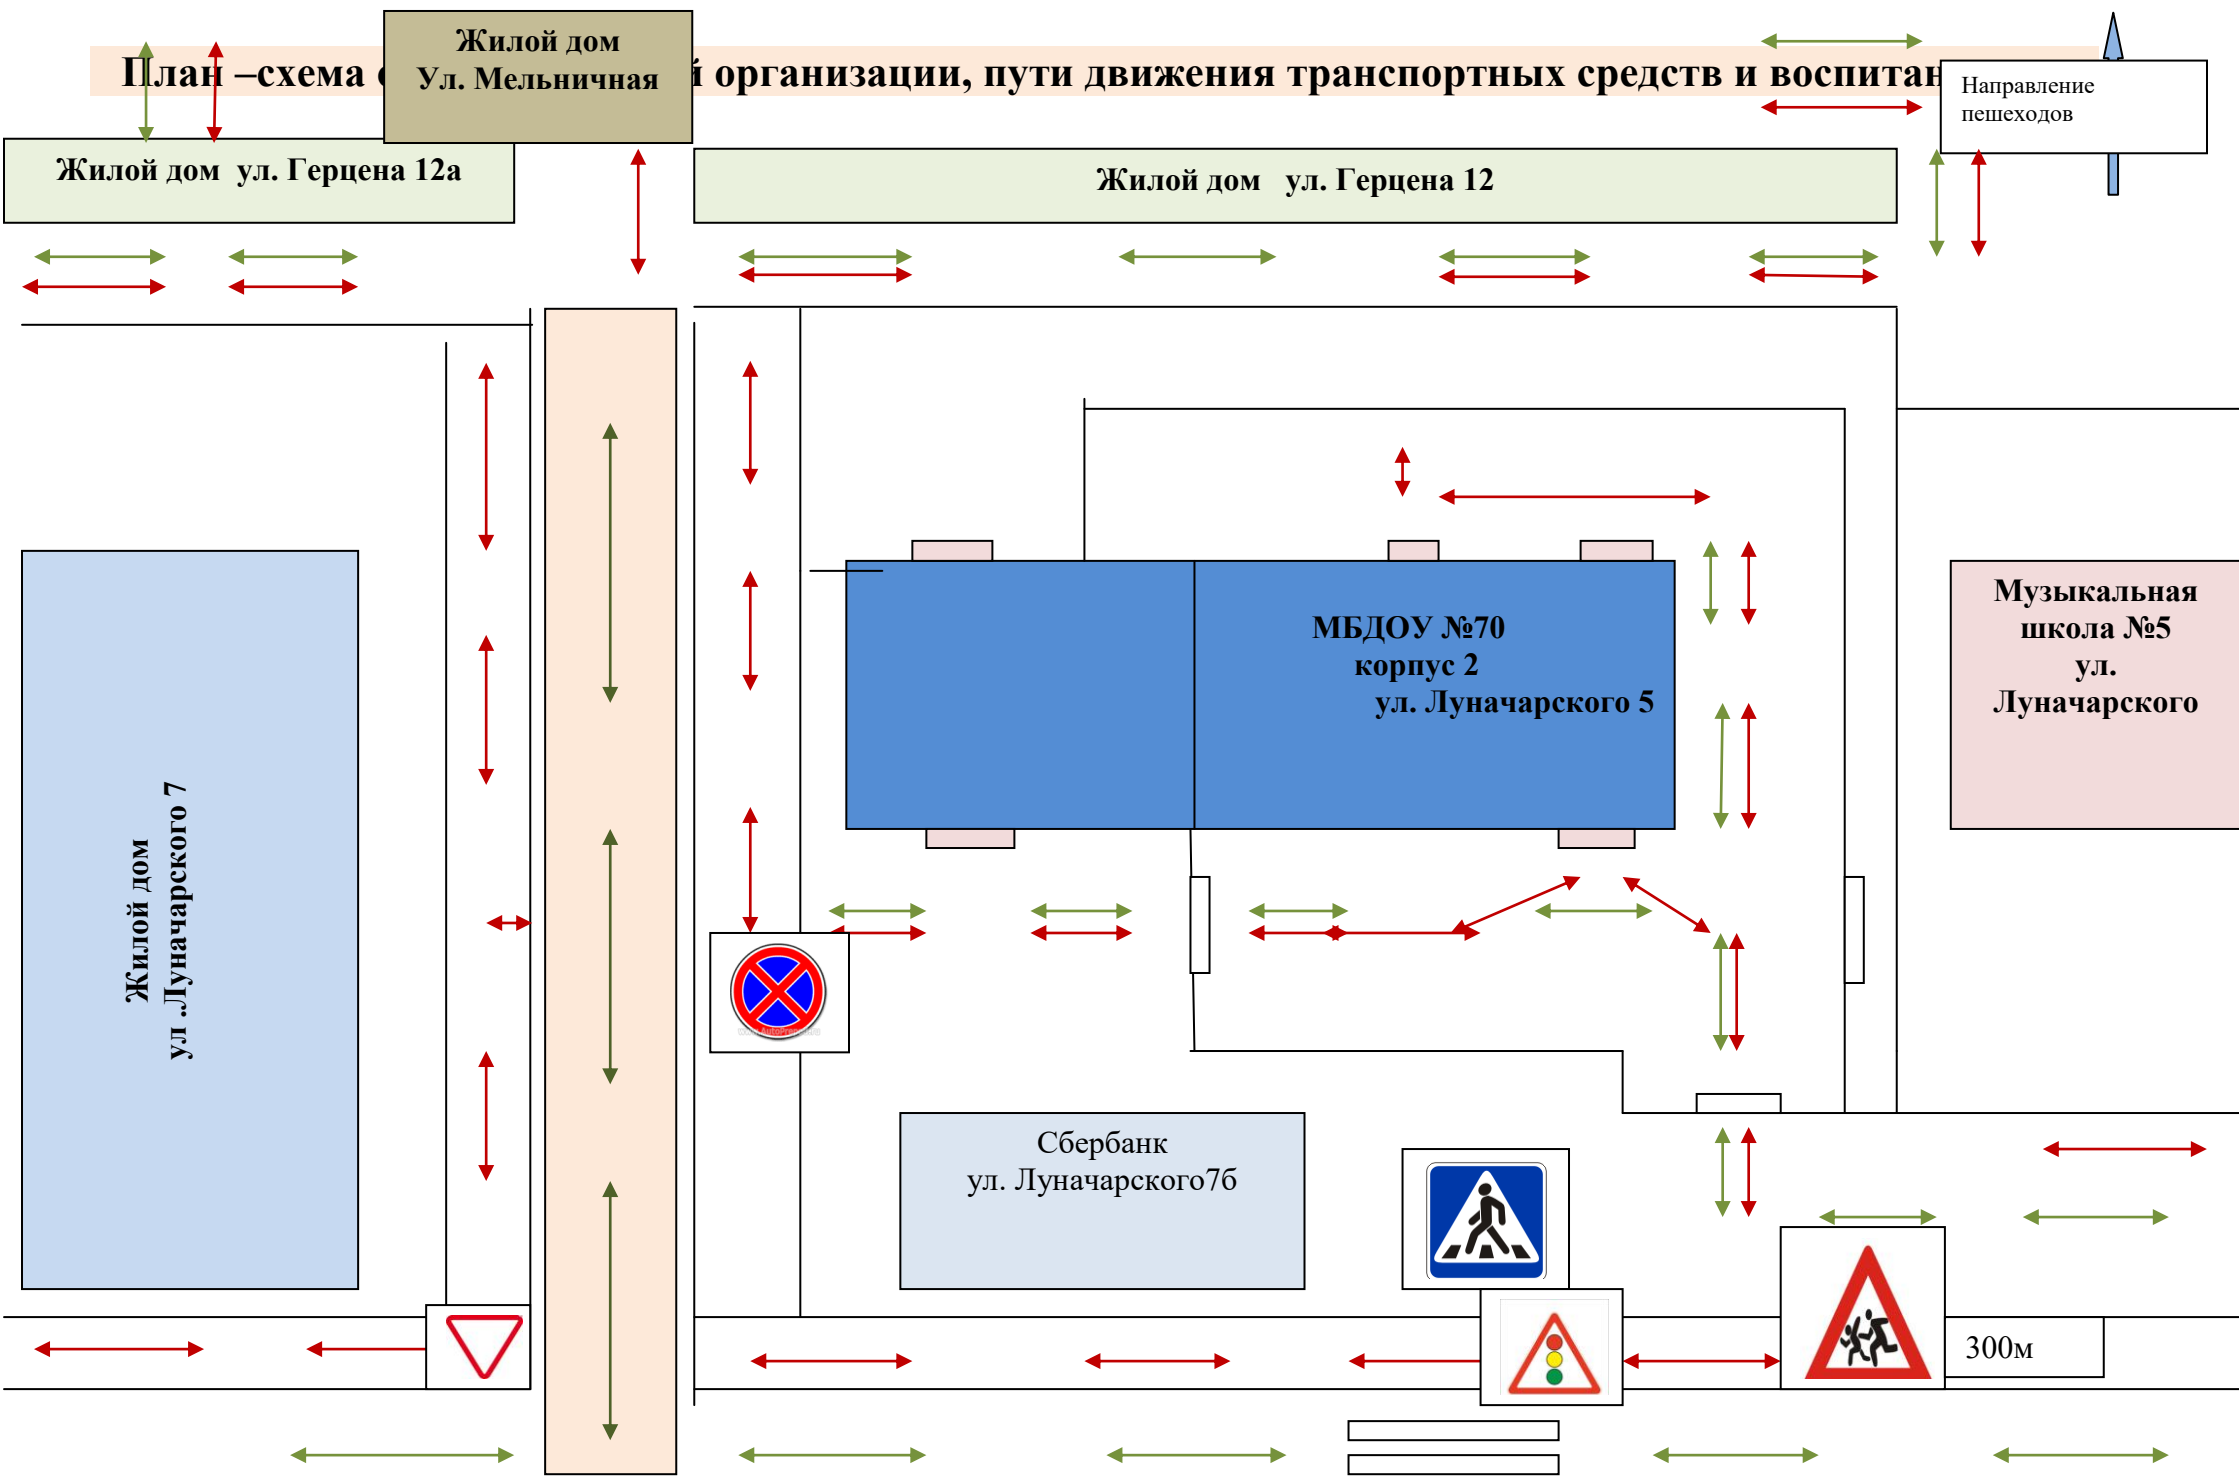 Жилой дом
Ул. Мельничная
План –схема
организации, пути движения транспортных средств и
Направление
пешеходов
Жилой дом ул. Герцена 12а
Жилой дом ул. Герцена 12
МБДОУ №70
корпус 2
ул. Луначарского 5
Музыкальная
школа №5
ул.
Луначарского
Жилой дом
ул .Луначарского 7
Сбербанк
ул. Луначарского7б
300м